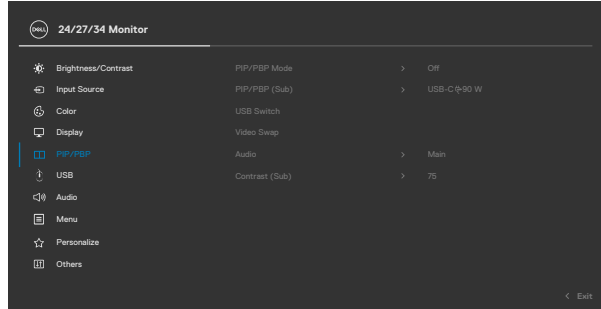 DELL 24/27/34 Monitor
Brightness/Contrast PIP/PBP Mode > Off
Input Source PIP/PBP (Sub) > USB-C 90 W
Color USB Switch
Display Video Swap
PIP/PBP Audio > Main
USB Contrast (Sub) > 75
Audio
Menu
Personalize
Others
< Exit